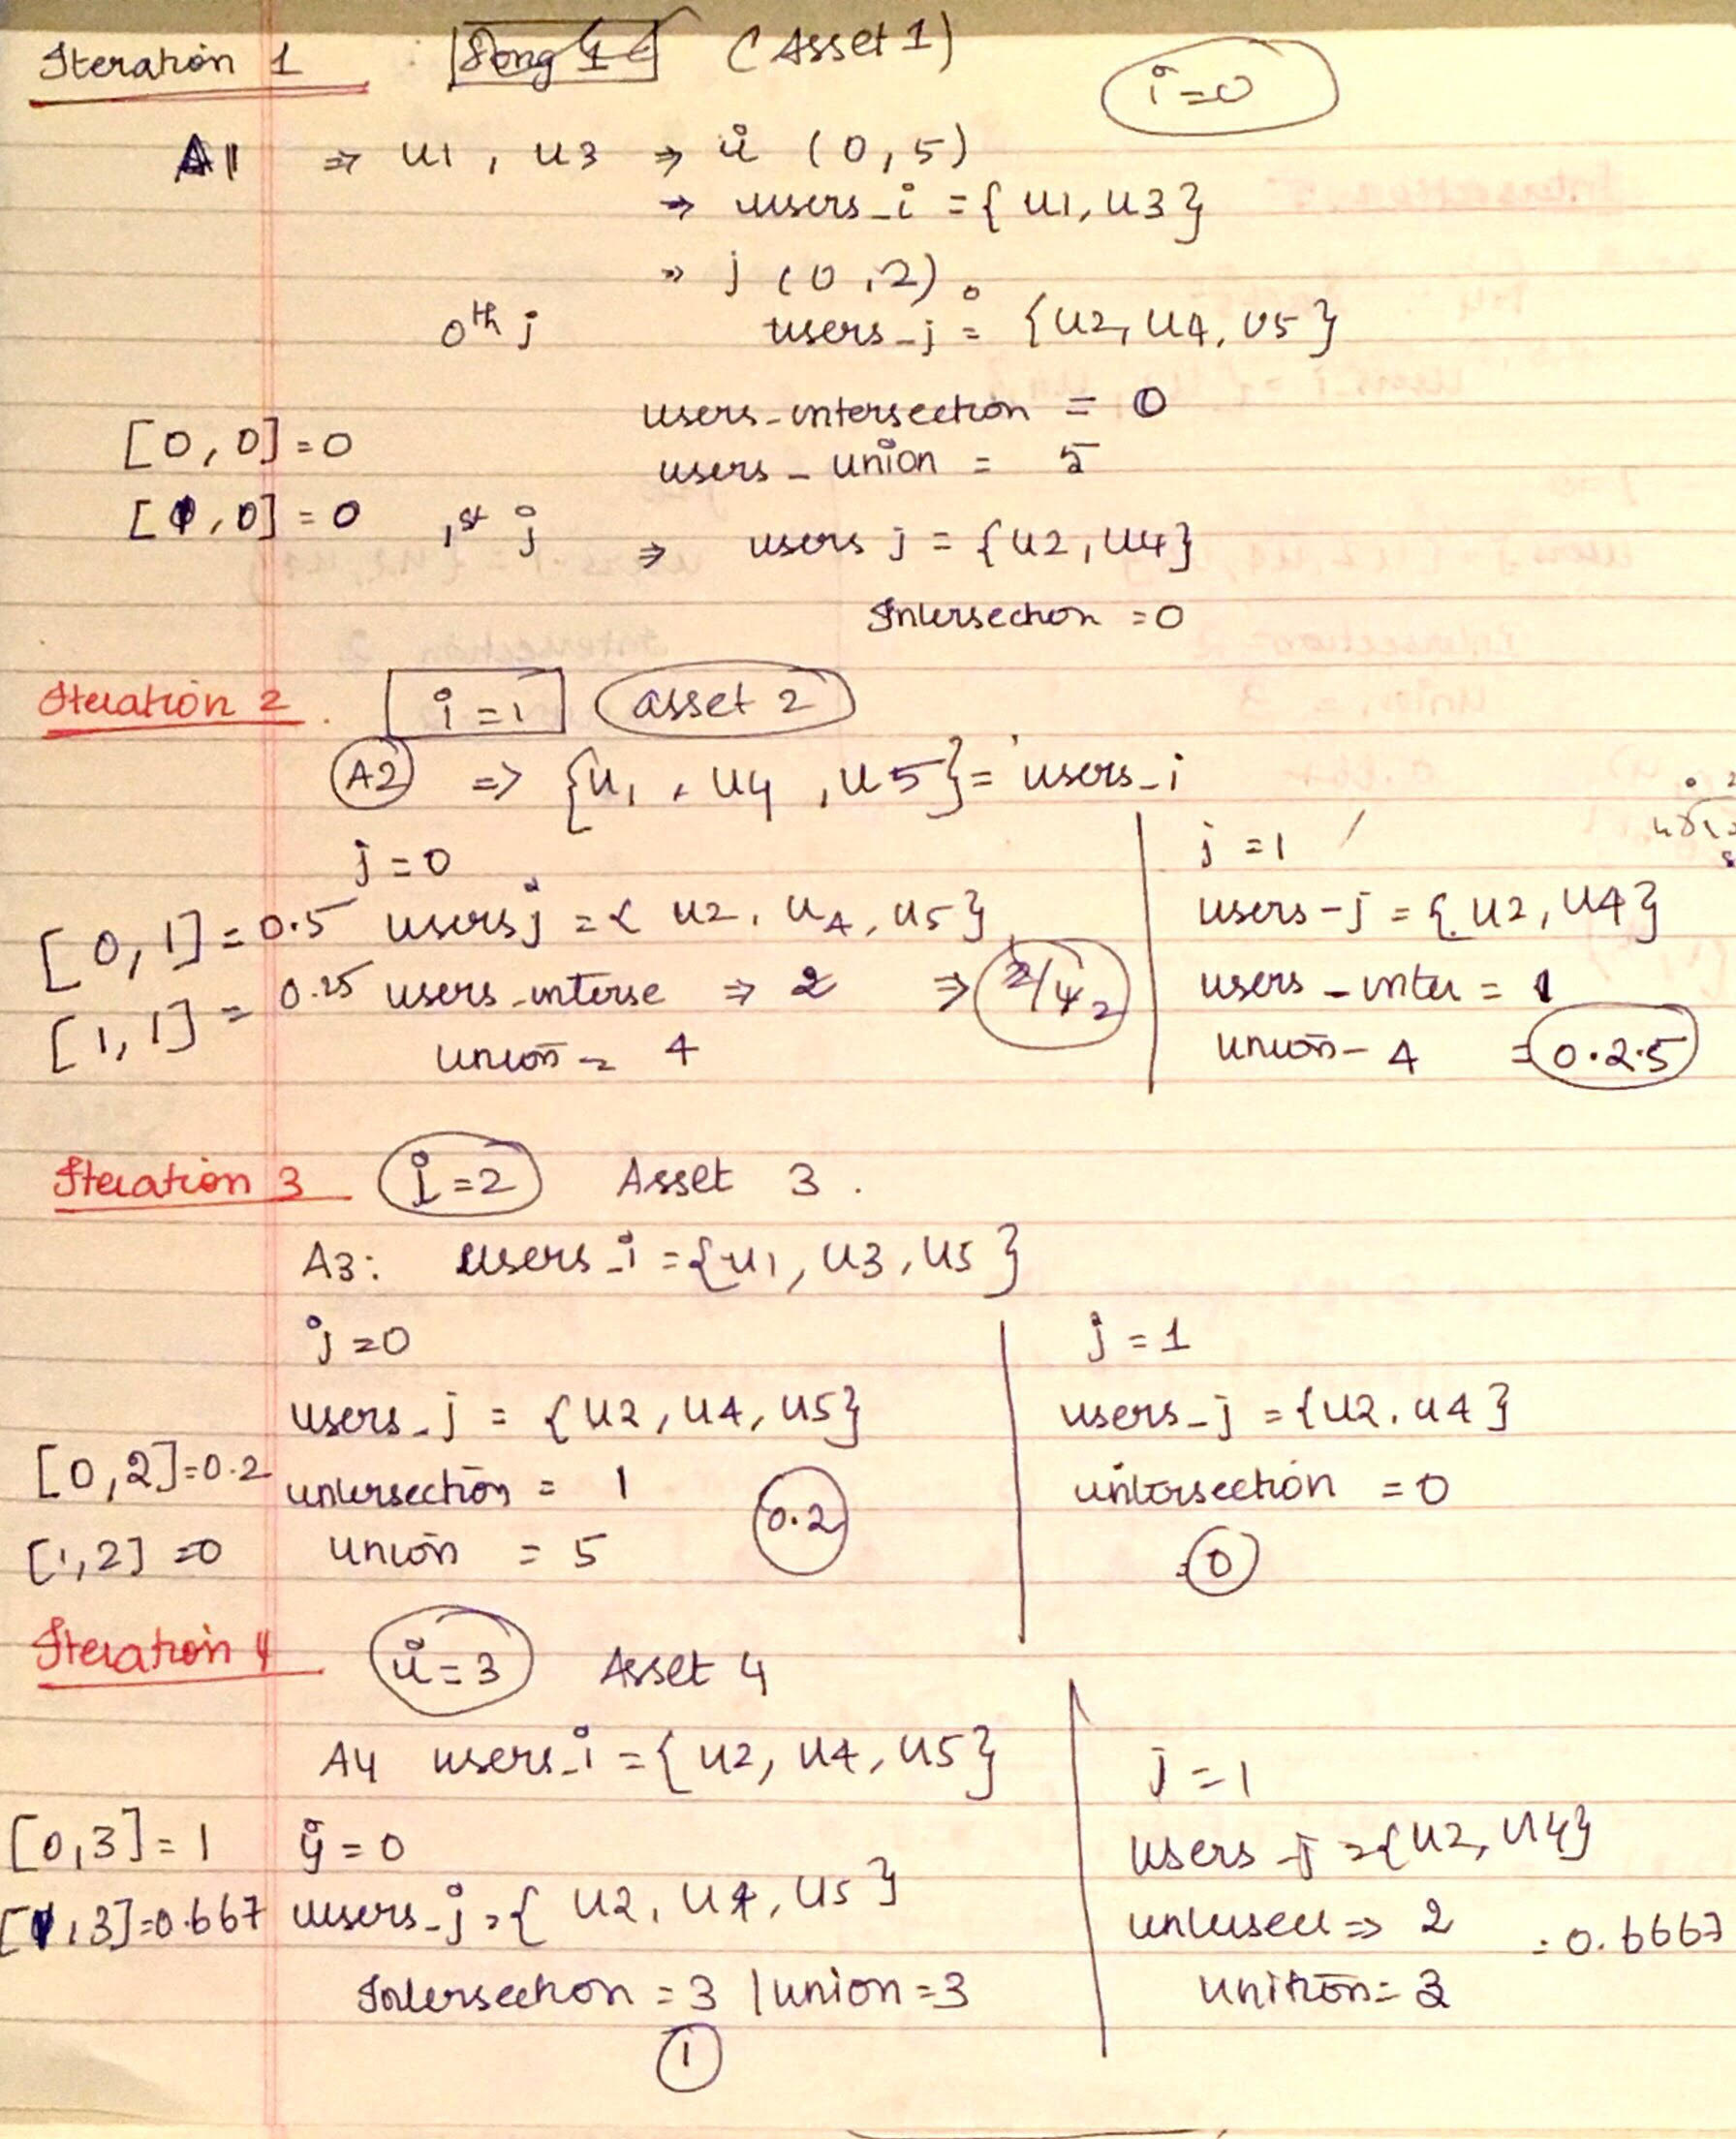 Iteration 1 : Song 1 (Asset 1)
i=0
A1 ⇒ u1, u3 ⇒ i (0,5)
→ users_i = {u1, u3}
» j (0,2).
0th j users_j = {u2, u4, u5}
users_intersection = 0
[0,0]=0
users_union = 5
[1,0]=0 1st j ⇒ users j = {u2, u4}
Intersection = 0
Iteration 2 . i=1 asset 2
A2 => {u1, u4, u5} = users_i
j=0
[0,1]=0.5 users j = { u2, u4, u5}
[1,1]=0.25 users_interse ⇒ 2 ⇒ 2/4 2
union = 4
j=1
users-j = {u2, u4}
users-inter = 1
union- 4 = 0.2.5
Iteration 3 i=2 Asset 3 .
A3: users_i = {u1, u3, u5}
j=0
users_j = {u2, u4, u5}
[0,2]=0.2 intersection = 1 0.2
[1,2]=0 union = 5
j=1
users_j = {u2, u4}
intersection = 0
= 0
Iteration 4 i=3 Asset 4
A4 users_i = {u2, u4, u5}
[0,3]=1 j=0
[1,3]=0.667 users_j = { u2, u4, u5}
Intersection = 3 | union = 3
1
j=1
users_j = {u2, u4}
⇒ 2 = 0.6667
= 3